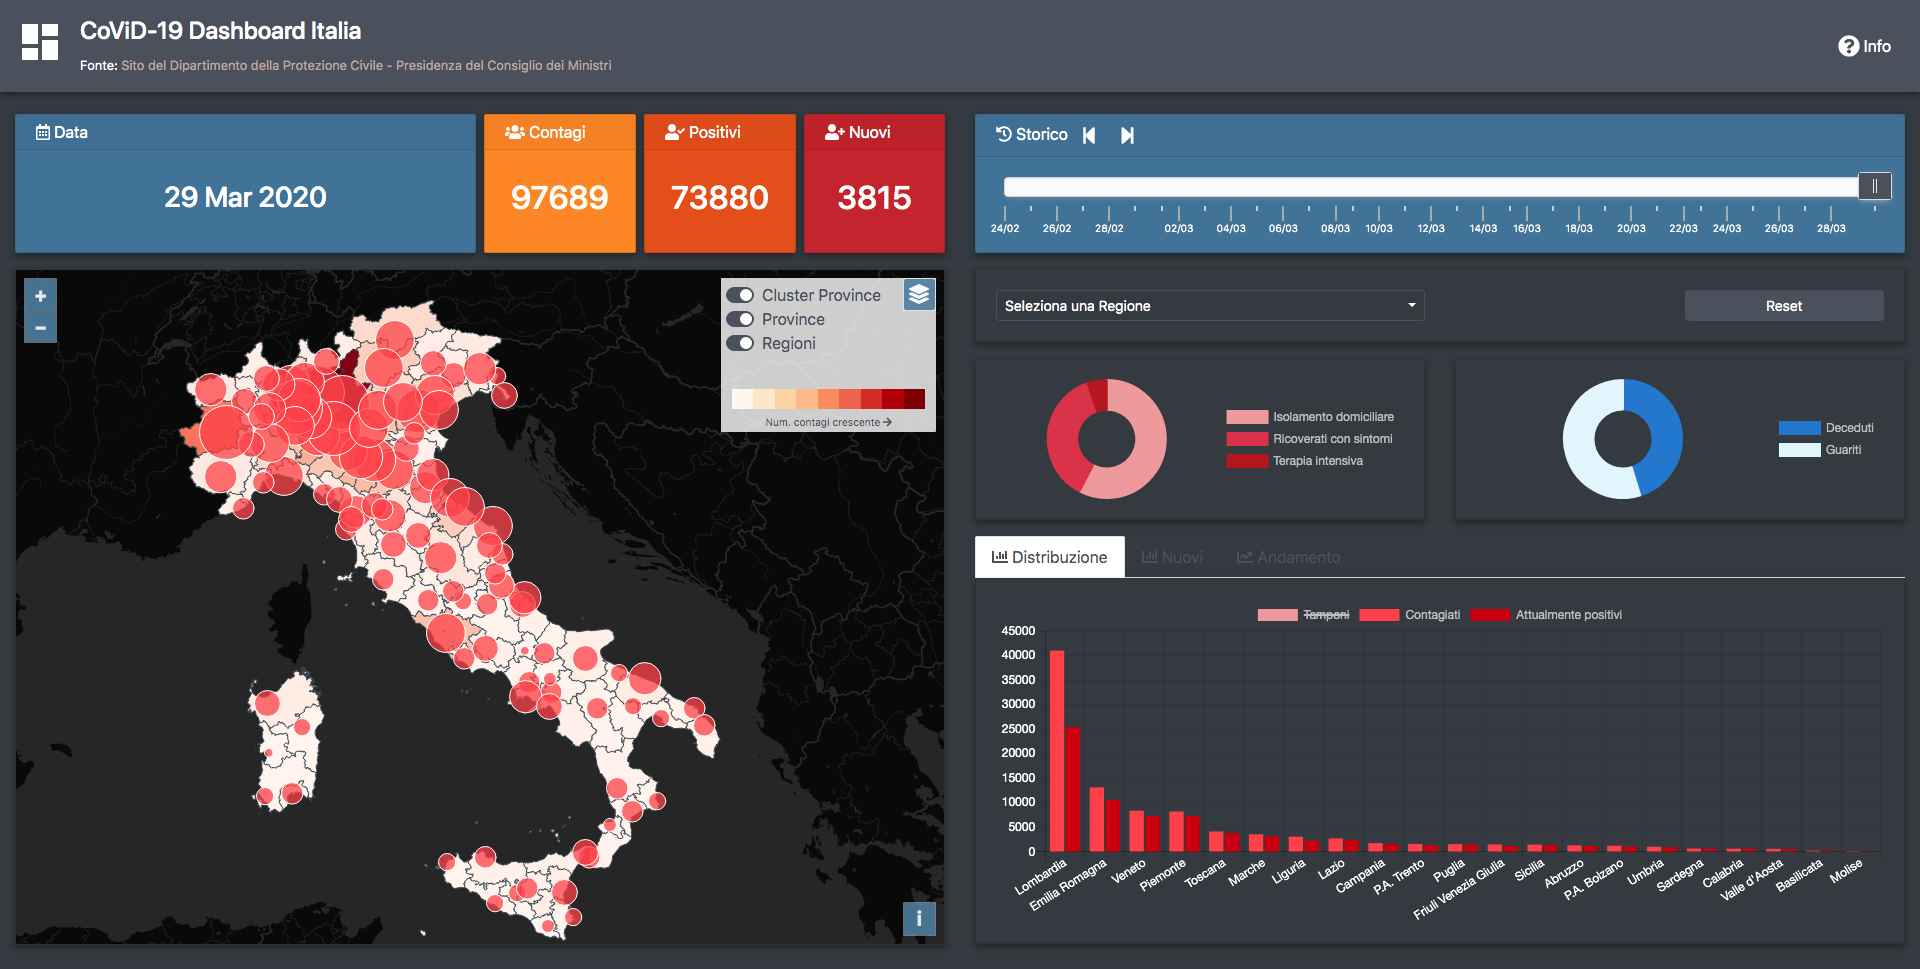 CoViD-19 Dashboard Italia
Fonte: Sito del Dipartimento della Protezione Civile - Presidenza del Consiglio dei Ministri
Info
Data
29 Mar 2020
Contagi
97689
Positivi
73880
Nuovi
3815
Storico
24/02 26/02 28/02 02/03 04/03 06/03 08/03 10/03 12/03 14/03 16/03 18/03 20/03 22/03 24/03 26/03 28/03
+
−
Cluster Province
Province
Regioni
Num. contagi crescente →
i
Seleziona una Regione
Reset
Isolamento domiciliare
Ricoverati con sintomi
Terapia intensiva
Deceduti
Guariti
Distribuzione
Nuovi
Andamento
Tamponi Contagiati Attualmente positivi
45000
40000
35000
30000
25000
20000
15000
10000
5000
0
Lombardia
Emilia Romagna
Veneto
Piemonte
Toscana
Marche
Liguria
Lazio
Campania
P.A. Trento
Puglia
Friuli Venezia Giulia
Sicilia
Abruzzo
P.A. Bolzano
Umbria
Sardegna
Calabria
Valle d'Aosta
Basilicata
Molise